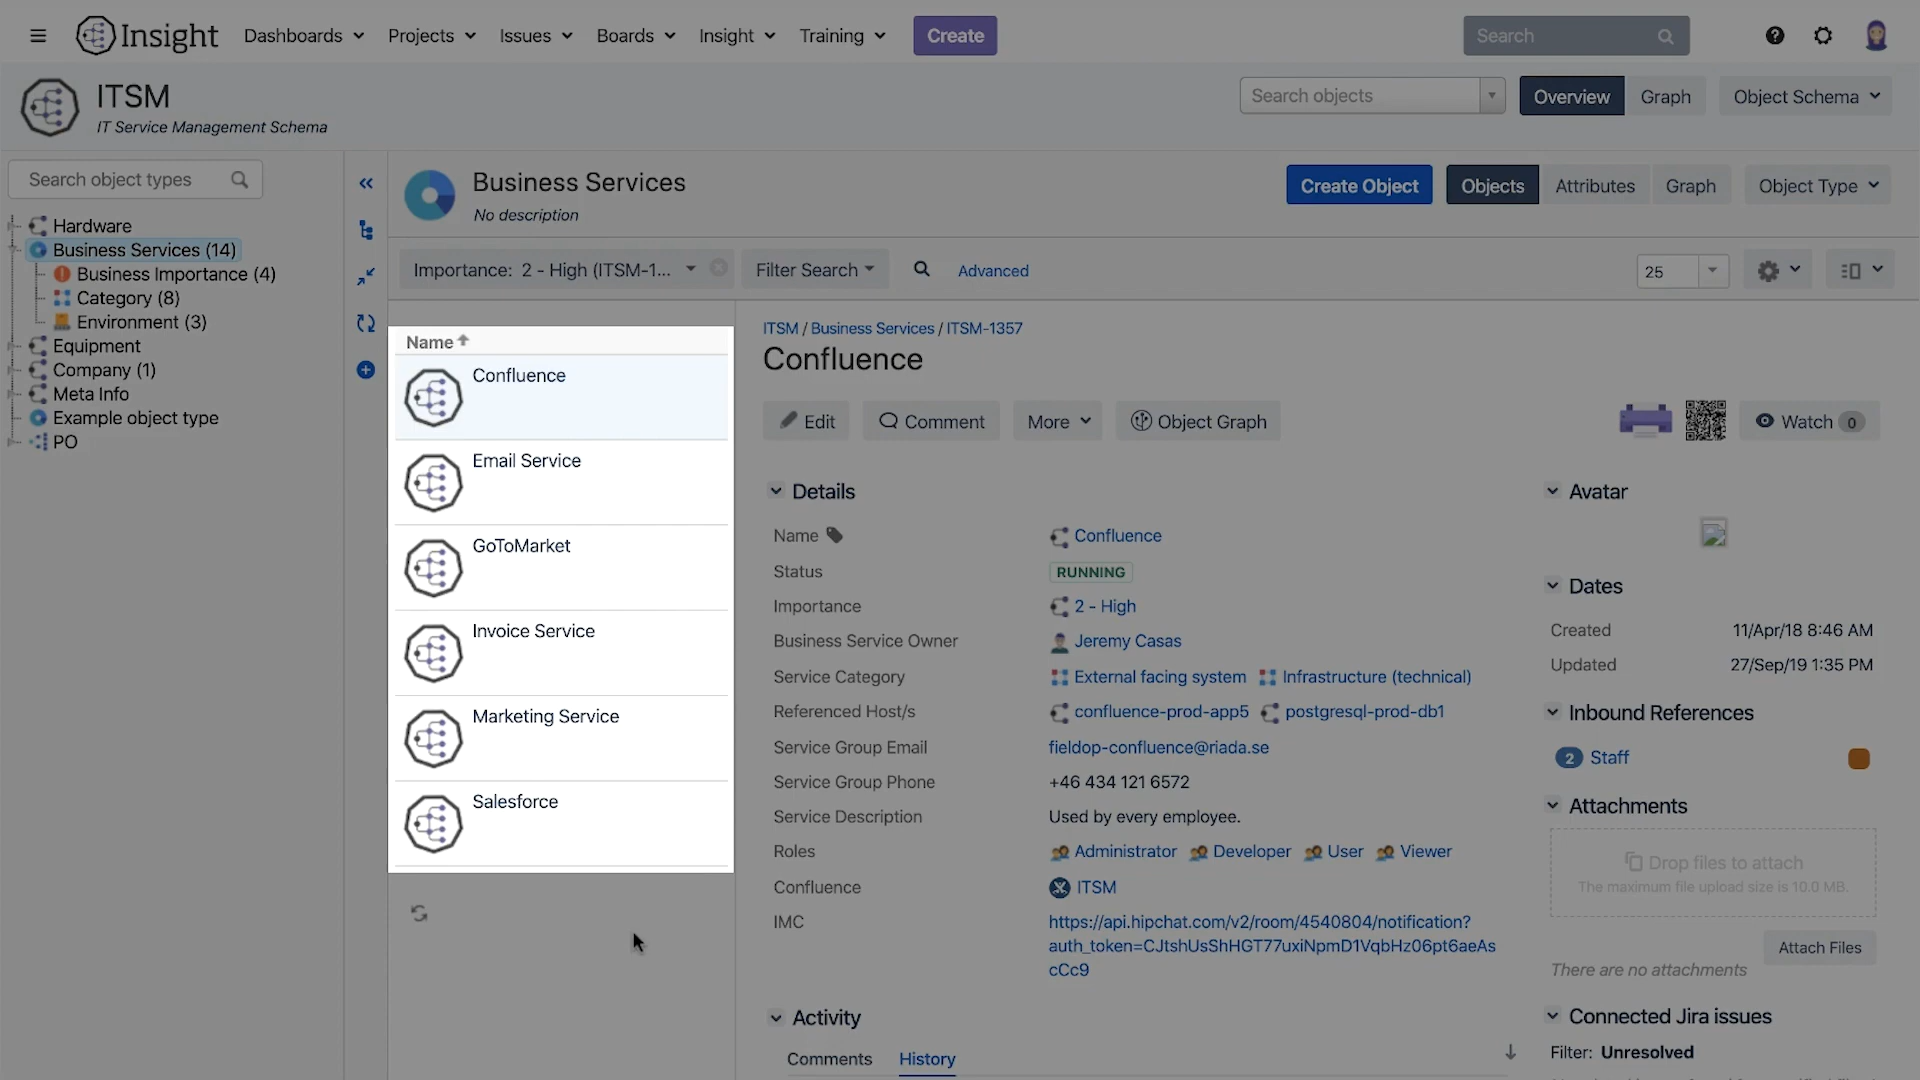 Insight Dashboards Projects Issues Boards Insight Training Create Search
ITSM
IT Service Management Schema
Search objects Overview Graph Object Schema
Search object types
Hardware
Business Services (14)
Business Importance (4)
Category (8)
Environment (3)
Equipment
Company (1)
Meta Info
Example object type
PO
Business Services
No description
Create Object Objects Attributes Graph Object Type
Importance: 2 - High (ITSM-1... Filter Search Advanced 25
Name
Confluence
Email Service
GoToMarket
Invoice Service
Marketing Service
Salesforce
ITSM / Business Services / ITSM-1357
Confluence
Edit Comment More Object Graph Watch 0
Details
Name Confluence
Status RUNNING
Importance 2 - High
Business Service Owner Jeremy Casas
Service Category External facing system Infrastructure (technical)
Referenced Host/s confluence-prod-app5 postgresql-prod-db1
Service Group Email fieldop-confluence@riada.se
Service Group Phone +46 434 121 6572
Service Description Used by every employee.
Roles Administrator Developer User Viewer
Confluence ITSM
IMC https://api.hipchat.com/v2/room/4540804/notification?
auth_token=CJtshUsShHGT77uxiNpmD1VqbHz06pt6aeAs
cCc9
Activity
Comments History
Avatar
Dates
Created 11/Apr/18 8:46 AM
Updated 27/Sep/19 1:35 PM
Inbound References
2 Staff
Attachments
Drop files to attach
The maximum file upload size is 10.0 MB.
Attach Files
There are no attachments
Connected Jira issues
Filter: Unresolved